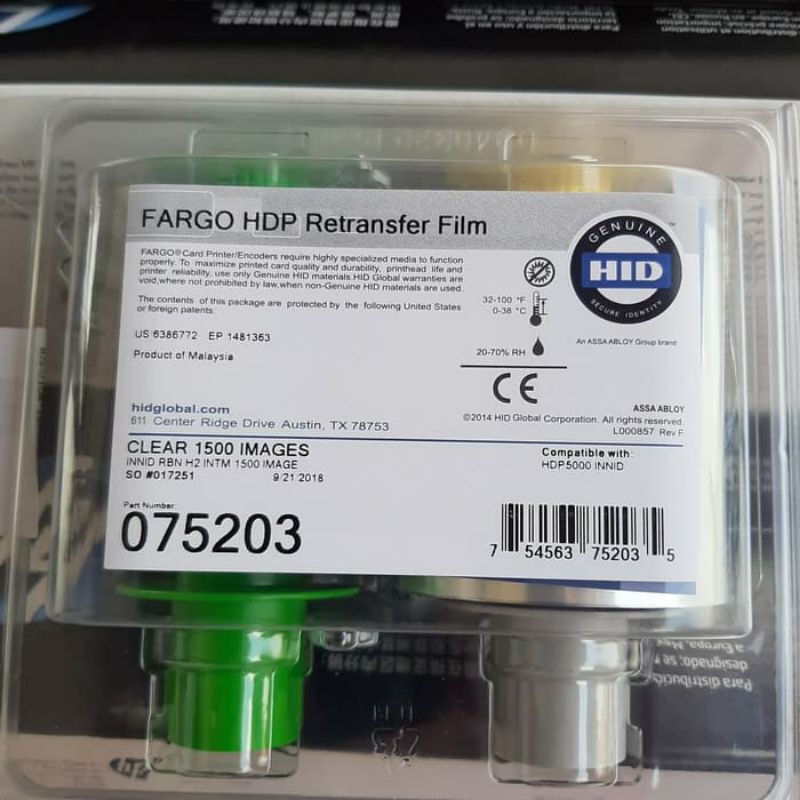 FARGO HDP Retransfer Film
FARGO® Card Printer/Encoders require highly specialized media to function
properly. To maximize printed card quality and durability, printhead life and
printer reliability, use only Genuine HID materials. HID Global warranties are
void, where not prohibited by law, when non-Genuine HID materials are used.
The contents of this package are protected by the following United States
or foreign patents:
US 6386772 EP 1481363
Product of Malaysia
GENUINE
HID
SECURE IDENTITY
An ASSA ABLOY Group brand
32-100 °F
0-38 °C
20-70% RH
CE
hidglobal.com
611 Center Ridge Drive Austin, TX 78753
ASSA ABLOY
©2014 HID Global Corporation. All rights reserved.
L000857 Rev F
CLEAR 1500 IMAGES
INNID RBN H2 INTM 1500 IMAGE
SO #017251 9/21/2018
Compatible with:
HDP5000 INNID
Part Number:
075203
7 54563 75203 5
Para distribució
designado; se
a Europa, Me